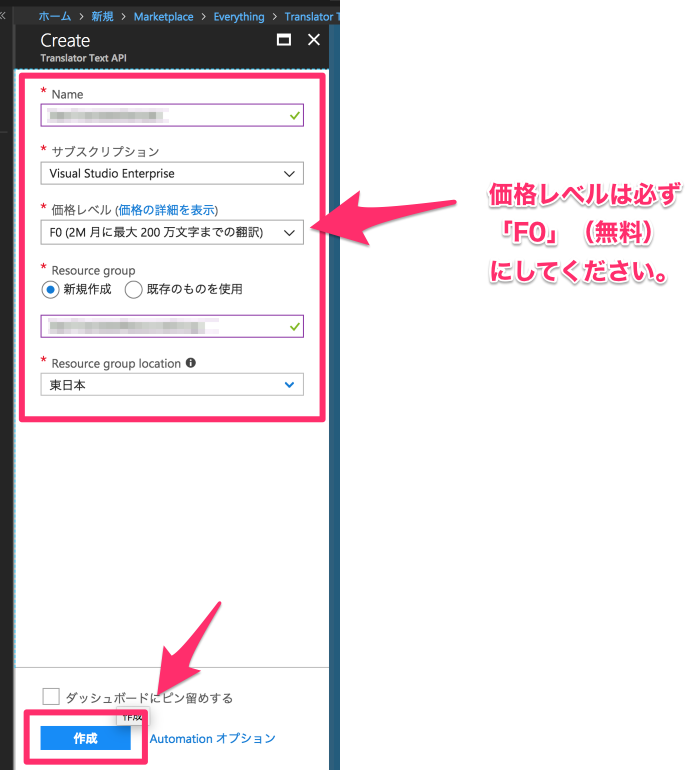 ホーム > 新規 > Marketplace > Everything > Translator T
Create
Translator Text API
* Name
* サブスクリプション
Visual Studio Enterprise
* 価格レベル (価格の詳細を表示)
F0 (2M 月に最大 200 万文字までの翻訳)
価格レベルは必ず
「F0」（無料）
にしてください。
* Resource group
新規作成 既存のものを使用
* Resource group location
東日本
ダッシュボードにピン留めする
作成
作成 Automation オプション